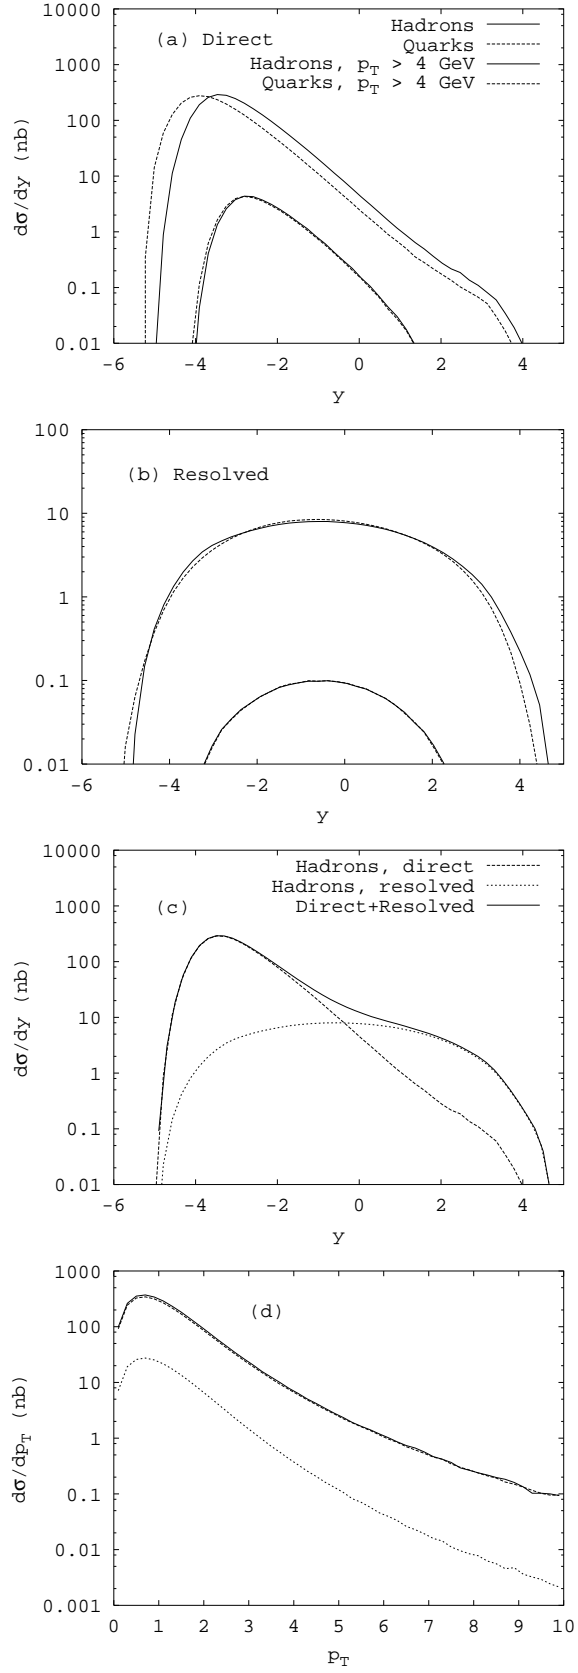 10000
1000
100
10
1
0.1
0.01
dσ/dy (nb)
(a) Direct
Hadrons
Quarks
Hadrons, p_T > 4 GeV
Quarks, p_T > 4 GeV
-6 -4 -2 0 2 4
y
100
10
1
0.1
0.01
(b) Resolved
-6 -4 -2 0 2 4
y
10000
1000
100
10
1
0.1
0.01
dσ/dy (nb)
(c)
Hadrons, direct
Hadrons, resolved
Direct+Resolved
-6 -4 -2 0 2 4
y
1000
100
10
1
0.1
0.01
0.001
dσ/dp_T (nb)
(d)
0 1 2 3 4 5 6 7 8 9 10
p_T